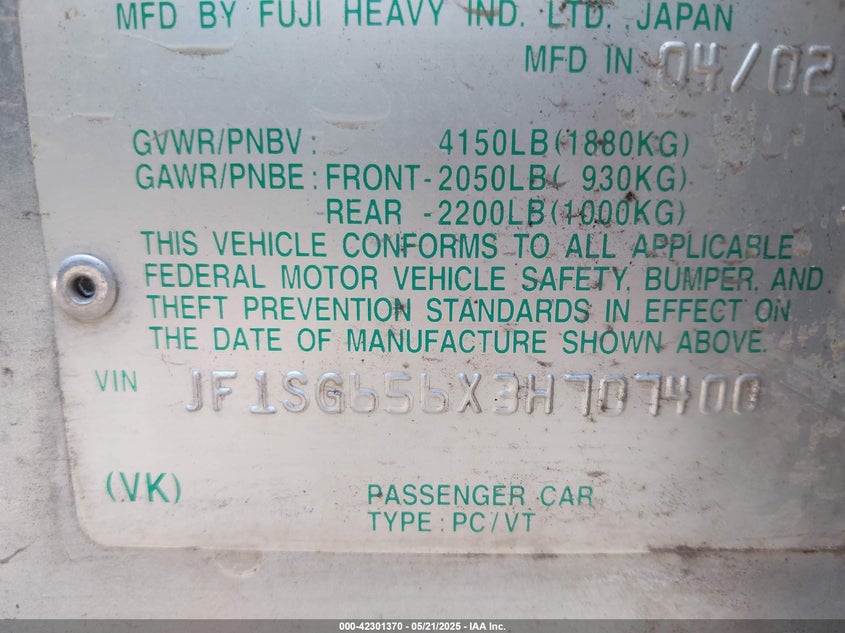 MFD BY FUJI HEAVY IND. LTD. JAPAN
MFD IN 04/02
GVWR/PNBV: 4150LB(1880KG)
GAWR/PNBE: FRONT-2050LB( 930KG)
REAR -2200LB(1000KG)
THIS VEHICLE CONFORMS TO ALL APPLICABLE
FEDERAL MOTOR VEHICLE SAFETY, BUMPER, AND
THEFT PREVENTION STANDARDS IN EFFECT ON
THE DATE OF MANUFACTURE SHOWN ABOVE.
VIN JF1SG656X3H707400
(VK) PASSENGER CAR
TYPE: PC/VT
000-42301370 - 05/21/2025 - IAA Inc.